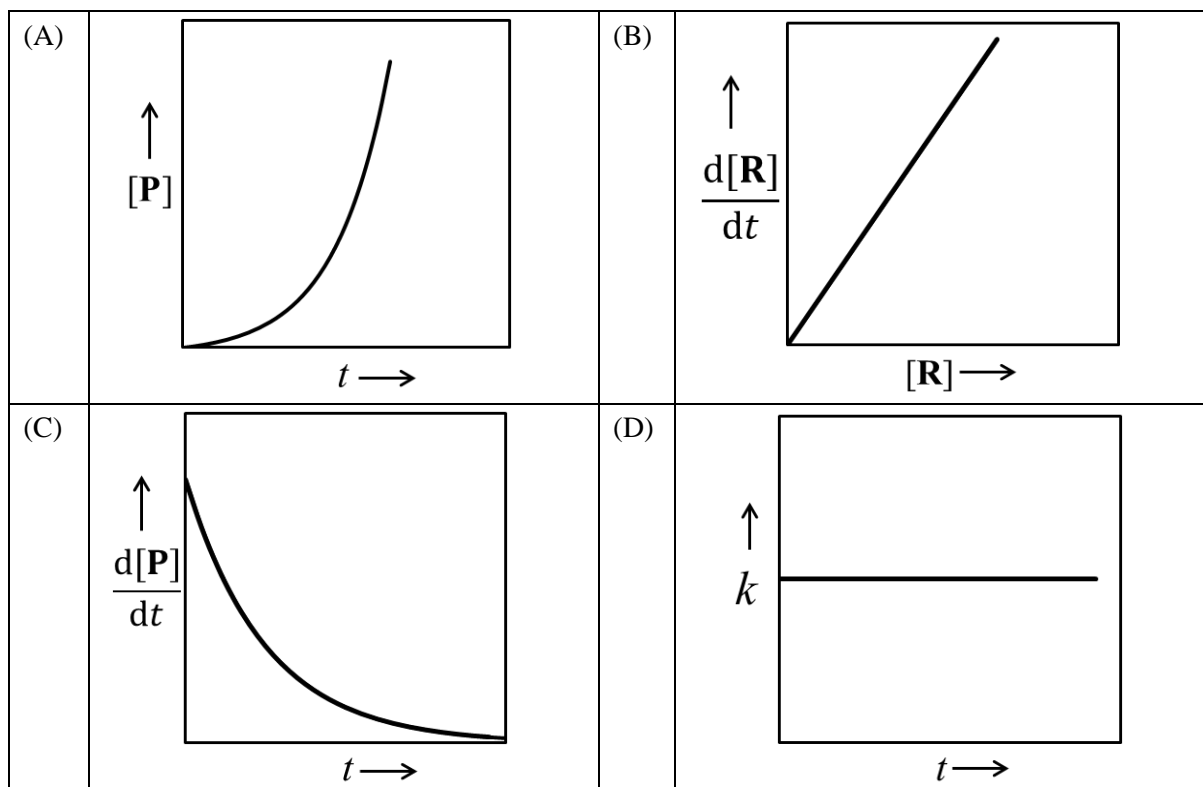 (A)
↑
[P]
t →
(B)
↑
d[R]
dt
[R] →
(C)
↑
d[P]
dt
t →
(D)
↑
k
t →